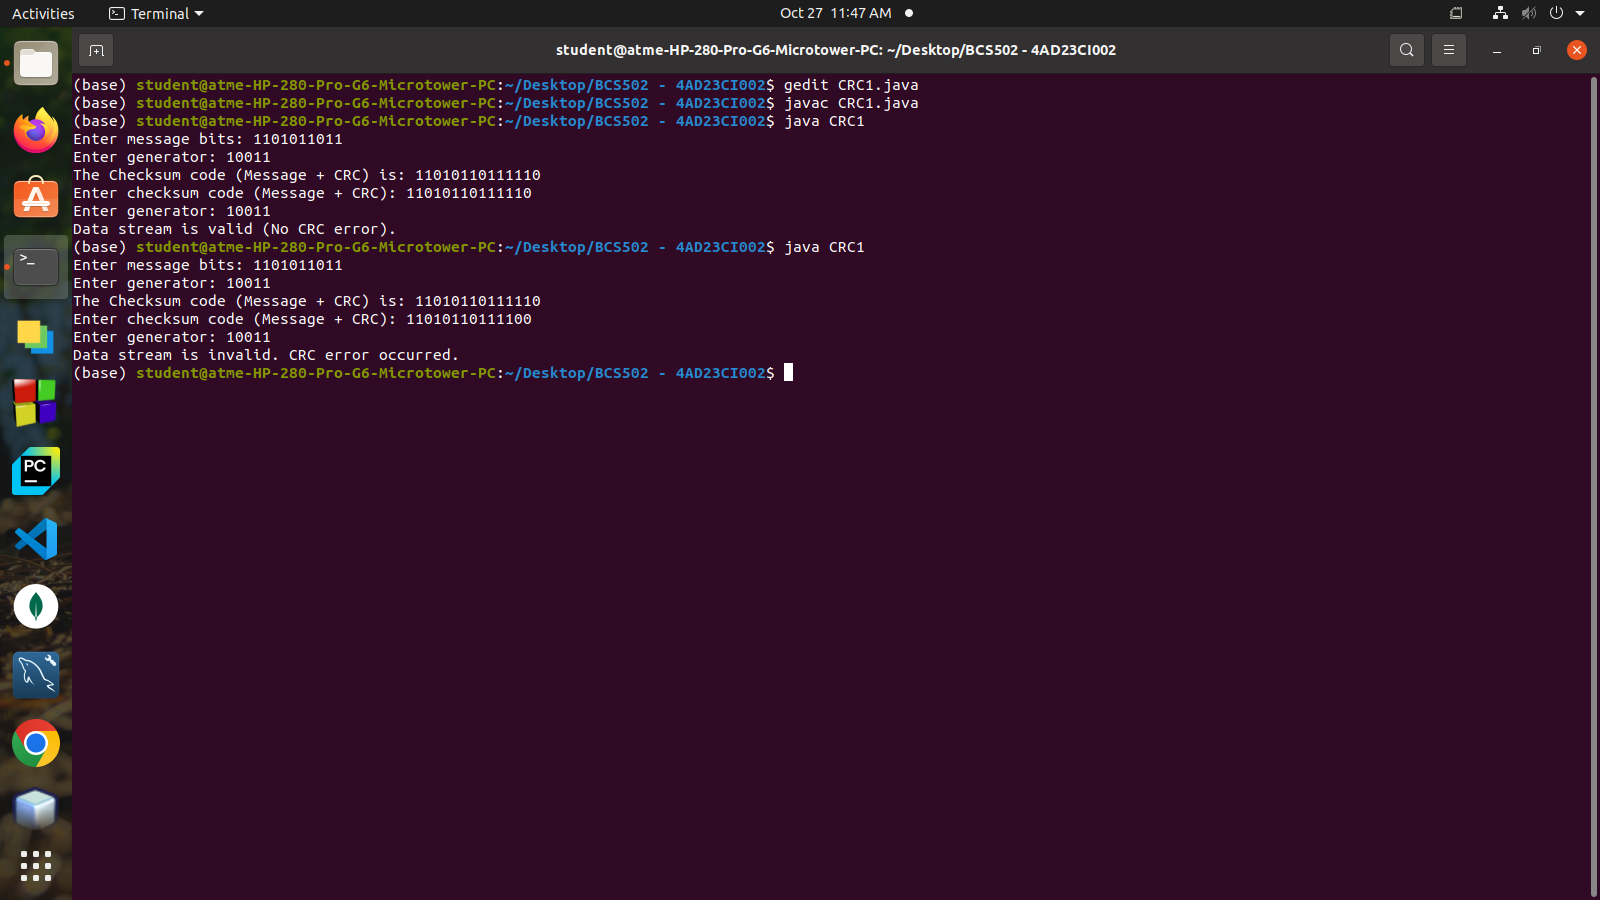 Activities
Terminal
Oct 27 11:47 AM
student@atme-HP-280-Pro-G6-Microtower-PC: ~/Desktop/BCS502 - 4AD23CI002
(base) student@atme-HP-280-Pro-G6-Microtower-PC:~/Desktop/BCS502 - 4AD23CI002$ gedit CRC1.java
(base) student@atme-HP-280-Pro-G6-Microtower-PC:~/Desktop/BCS502 - 4AD23CI002$ javac CRC1.java
(base) student@atme-HP-280-Pro-G6-Microtower-PC:~/Desktop/BCS502 - 4AD23CI002$ java CRC1
Enter message bits: 1101011011
Enter generator: 10011
The Checksum code (Message + CRC) is: 11010110111110
Enter checksum code (Message + CRC): 11010110111110
Enter generator: 10011
Data stream is valid (No CRC error).
(base) student@atme-HP-280-Pro-G6-Microtower-PC:~/Desktop/BCS502 - 4AD23CI002$ java CRC1
Enter message bits: 1101011011
Enter generator: 10011
The Checksum code (Message + CRC) is: 11010110111110
Enter checksum code (Message + CRC): 11010110111100
Enter generator: 10011
Data stream is invalid. CRC error occurred.
(base) student@atme-HP-280-Pro-G6-Microtower-PC:~/Desktop/BCS502 - 4AD23CI002$
>_
PC